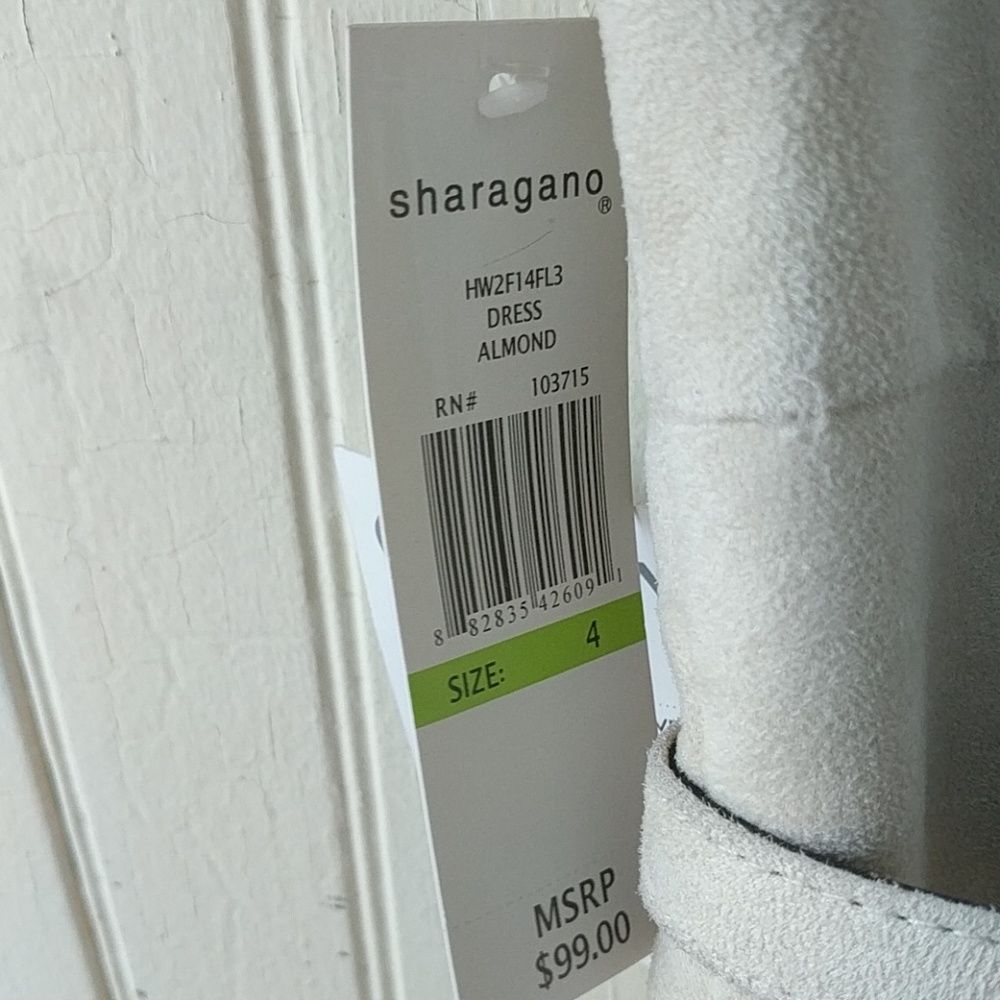 sharagano®
HW2F14FL3
DRESS
ALMOND
RN# 103715
8 82835 42609 1
SIZE: 4
MSRP
$99.00